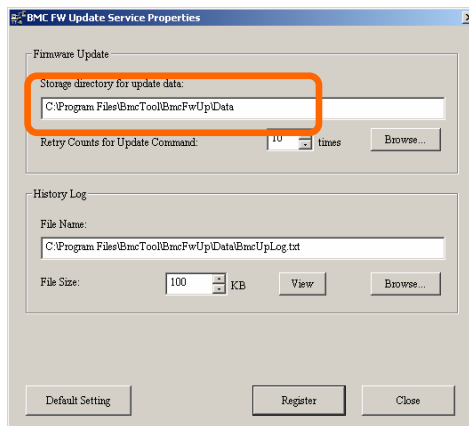 BMC FW Update Service Properties
Firmware Update
Storage directory for update data:
C:\Program Files\BmcTool\BmcFwUp\Data
Retry Counts for Update Command: 10 times Browse...
History Log
File Name:
C:\Program Files\BmcTool\BmcFwUp\Data\BmcUpLog.txt
File Size: 100 KB View Browse...
Default Setting Register Close